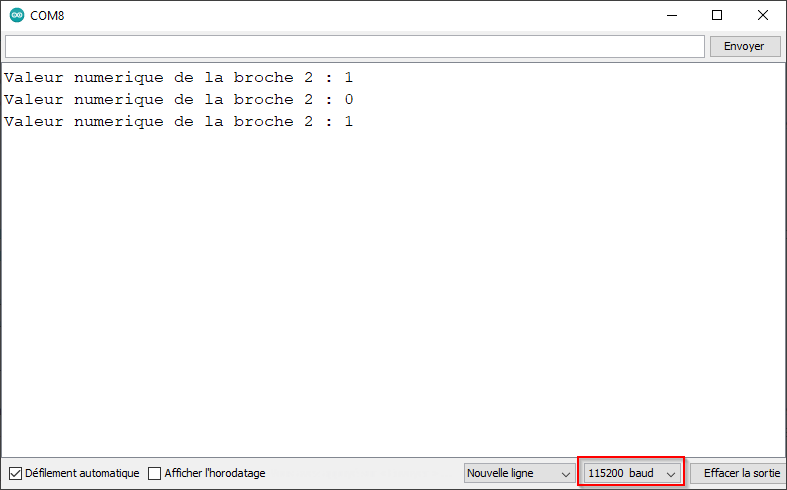 COM8
Envoyer
Valeur numerique de la broche 2 : 1
Valeur numerique de la broche 2 : 0
Valeur numerique de la broche 2 : 1
Défilement automatique Afficher l'horodatage Nouvelle ligne 115200 baud Effacer la sortie